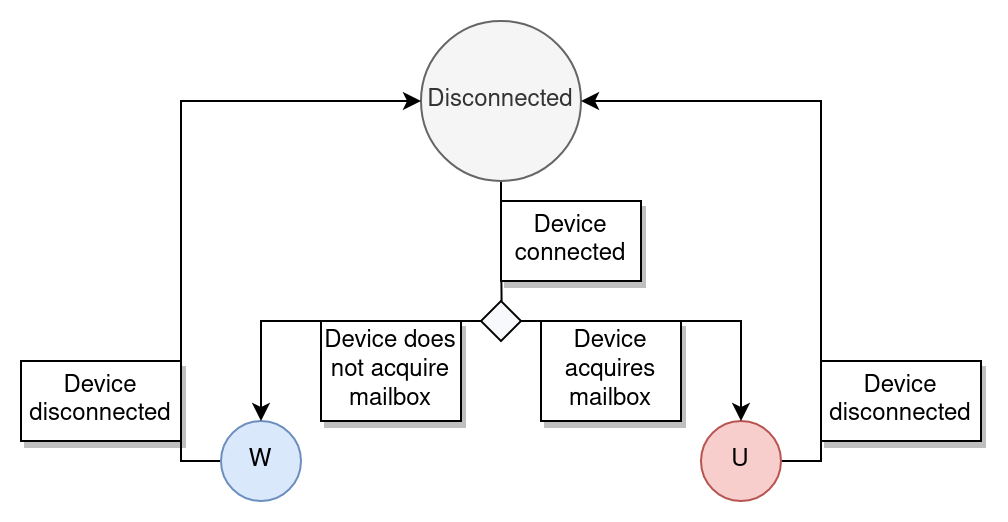 Disconnected
Device
connected
Device does
not acquire
mailbox
Device
acquires
mailbox
Device
disconnected
Device
disconnected
W
U